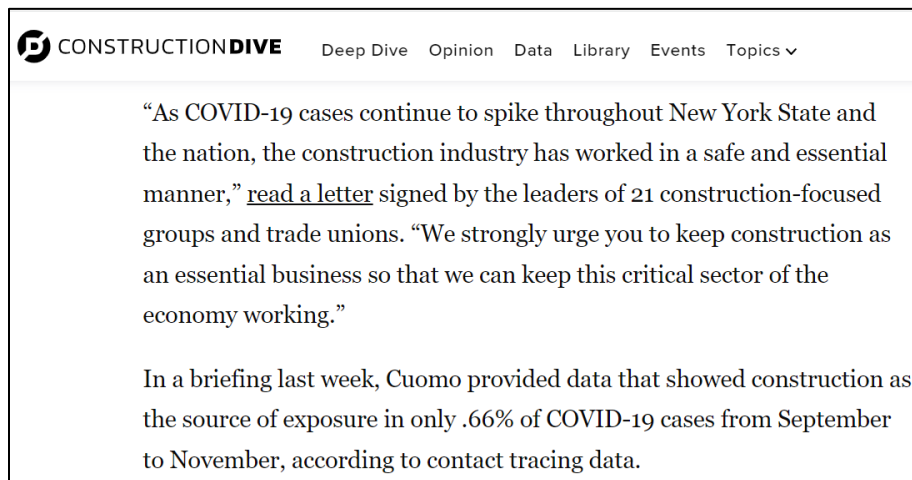 CONSTRUCTIONDIVE Deep Dive Opinion Data Library Events Topics
“As COVID-19 cases continue to spike throughout New York State and
the nation, the construction industry has worked in a safe and essential
manner,” read a letter signed by the leaders of 21 construction-focused
groups and trade unions. “We strongly urge you to keep construction as
an essential business so that we can keep this critical sector of the
economy working.”
In a briefing last week, Cuomo provided data that showed construction as
the source of exposure in only .66% of COVID-19 cases from September
to November, according to contact tracing data.